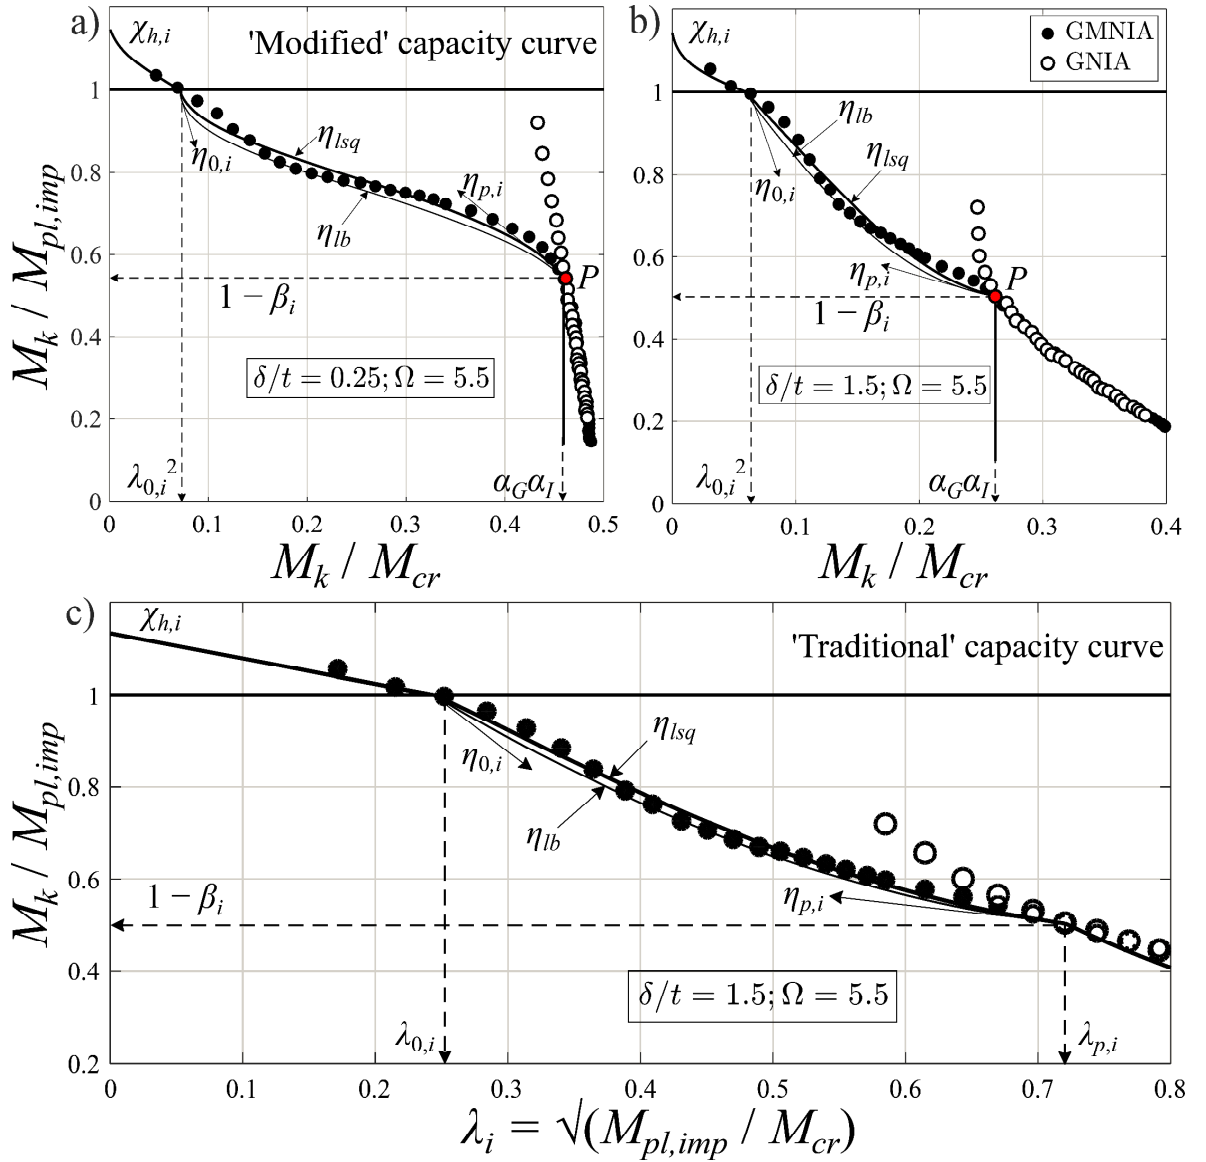 a)
χh,i
'Modified' capacity curve
1
0.8
0.6
0.4
0.2
0
η0,i
ηlsq
ηlb
ηp,i
P
1 − βi
δ/t = 0.25; Ω = 5.5
λ0,i²
αGαI
0 0.1 0.2 0.3 0.4 0.5
Mk / Mcr
Mk / Mpl,imp
b)
χh,i
GMNIA
GNIA
1
0.8
0.6
0.4
0.2
0
ηlb
ηlsq
η0,i
ηp,i
P
1 − βi
δ/t = 1.5; Ω = 5.5
λ0,i²
αGαI
0 0.1 0.2 0.3 0.4
Mk / Mcr
c)
χh,i
'Traditional' capacity curve
1
0.8
0.6
0.4
0.2
ηlsq
η0,i
ηlb
ηp,i
1 − βi
δ/t = 1.5; Ω = 5.5
λ0,i
λp,i
0 0.1 0.2 0.3 0.4 0.5 0.6 0.7 0.8
λi = √(Mpl,imp / Mcr)
Mk / Mpl,imp